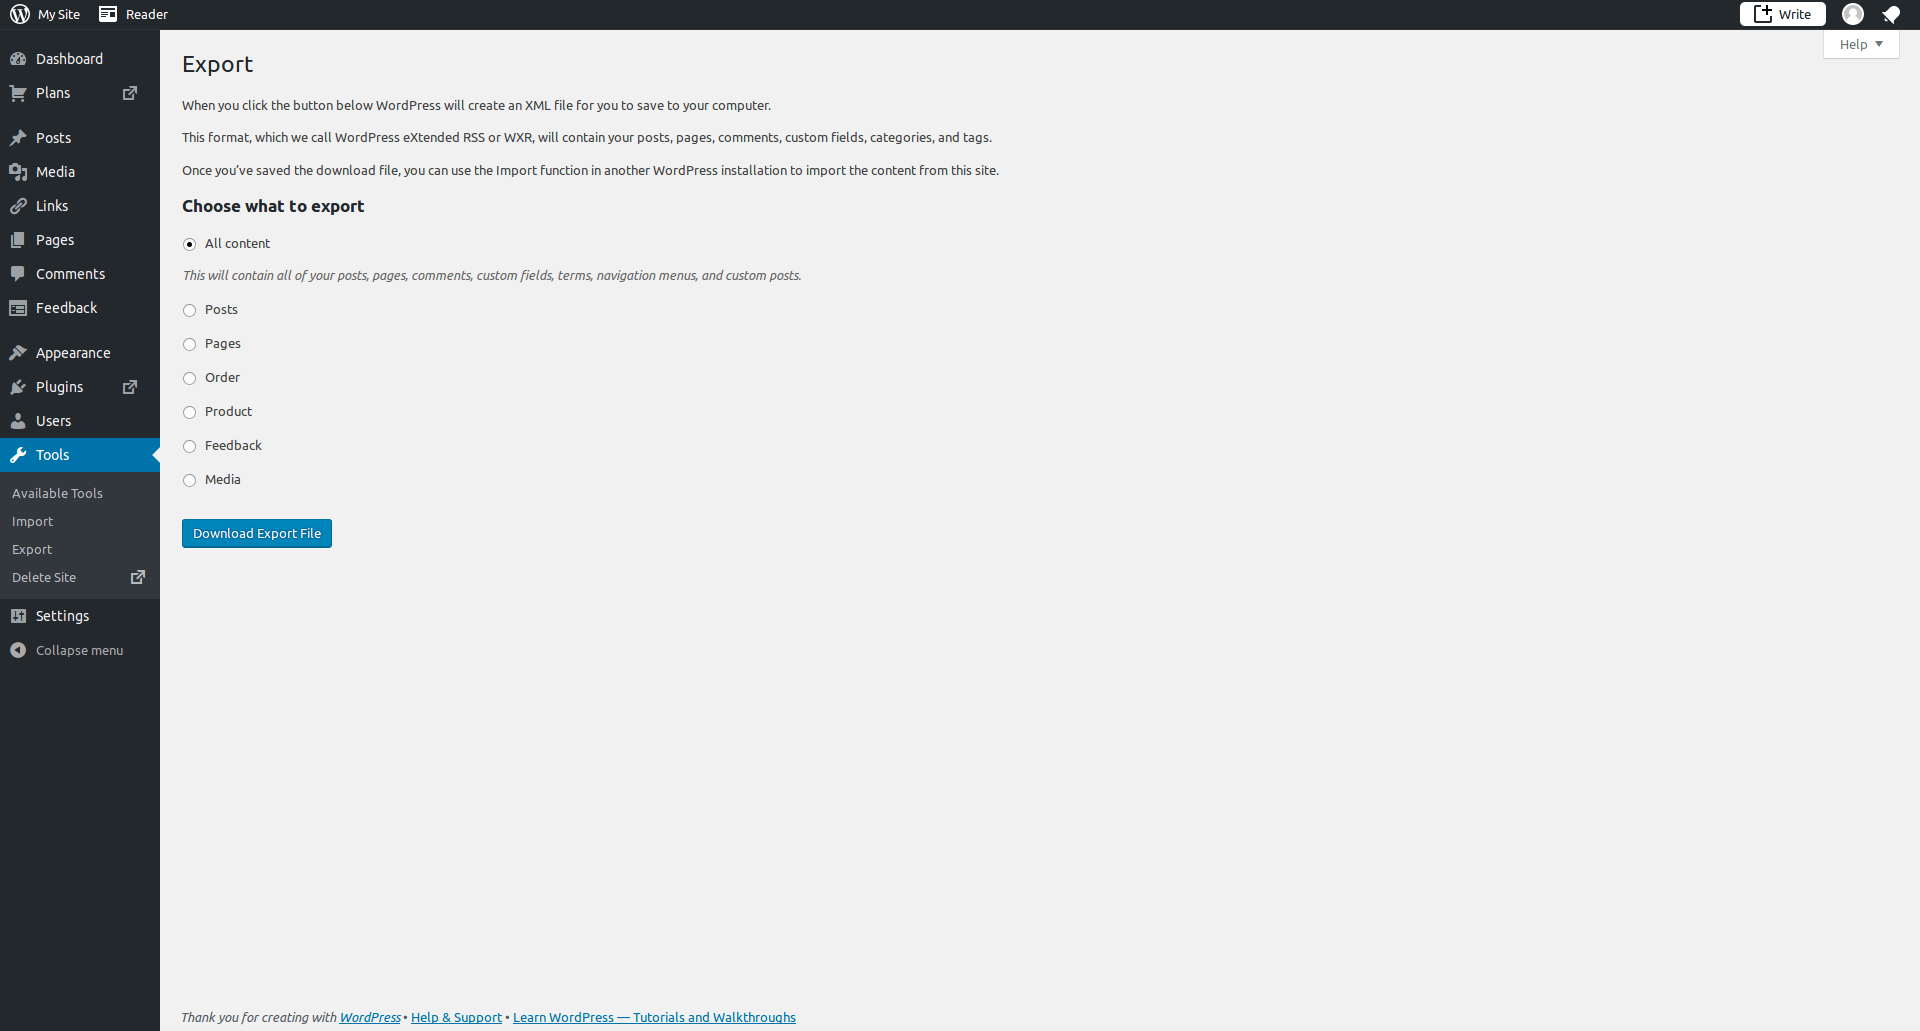 My Site
Reader
Write
Help
Dashboard
Plans
Posts
Media
Links
Pages
Comments
Feedback
Appearance
Plugins
Users
Tools
Available Tools
Import
Export
Delete Site
Settings
Collapse menu
Export
When you click the button below WordPress will create an XML file for you to save to your computer.
This format, which we call WordPress eXtended RSS or WXR, will contain your posts, pages, comments, custom fields, categories, and tags.
Once you’ve saved the download file, you can use the Import function in another WordPress installation to import the content from this site.
Choose what to export
All content
This will contain all of your posts, pages, comments, custom fields, terms, navigation menus, and custom posts.
Posts
Pages
Order
Product
Feedback
Media
Download Export File
Thank you for creating with WordPress • Help & Support • Learn WordPress — Tutorials and Walkthroughs